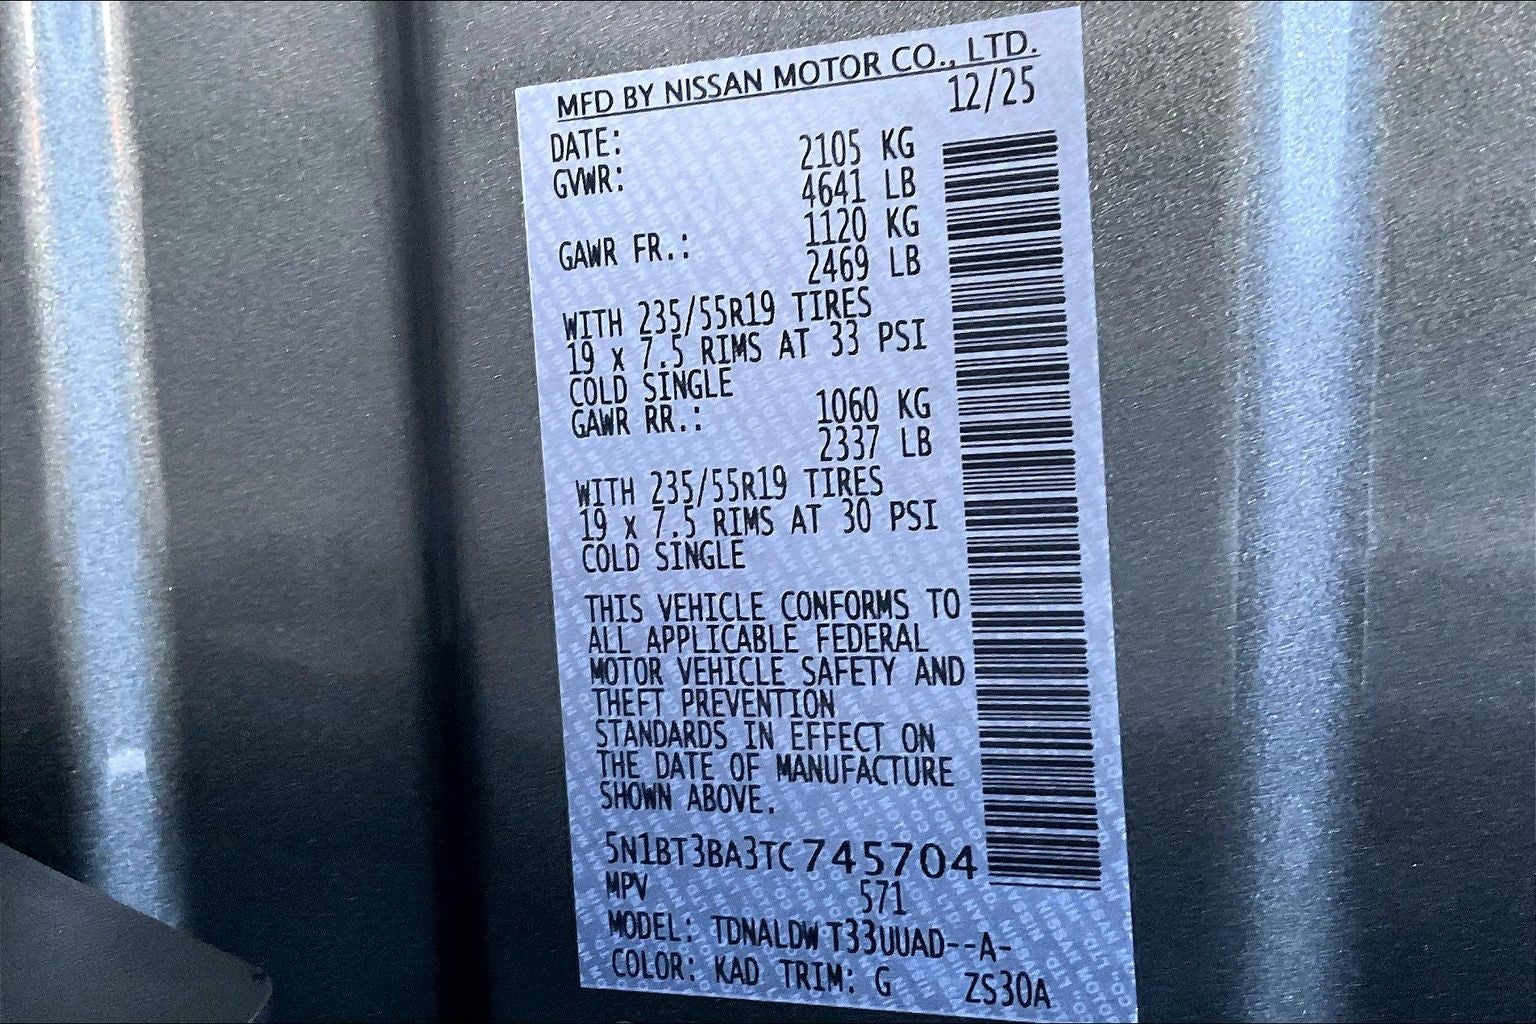 MFD BY NISSAN MOTOR CO., LTD.
DATE: 12/25
GVWR: 2105 KG
4641 LB
GAWR FR.: 1120 KG
2469 LB
WITH 235/55R19 TIRES
19 x 7.5 RIMS AT 33 PSI
COLD SINGLE
GAWR RR.: 1060 KG
2337 LB
WITH 235/55R19 TIRES
19 x 7.5 RIMS AT 30 PSI
COLD SINGLE
THIS VEHICLE CONFORMS TO
ALL APPLICABLE FEDERAL
MOTOR VEHICLE SAFETY AND
THEFT PREVENTION
STANDARDS IN EFFECT ON
THE DATE OF MANUFACTURE
SHOWN ABOVE.
5N1BT3BA3TC745704
MPV 571
MODEL: TDNALDW T33UUAD--A-
COLOR: KAD TRIM: G ZS30A